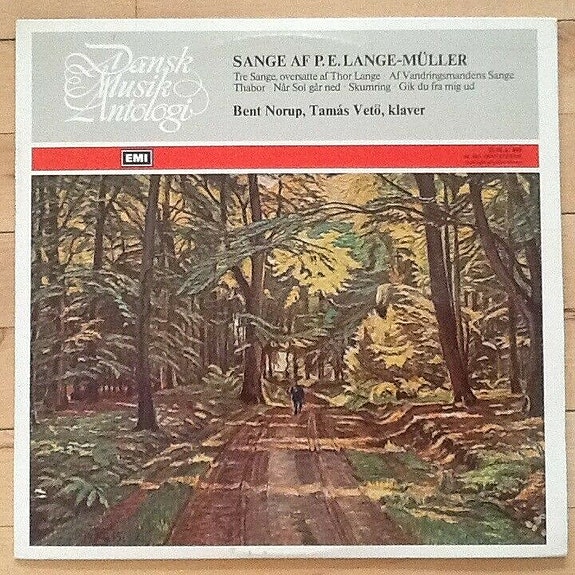 Dansk
Musik
Antologi
SANGE AF P. E. LANGE-MÜLLER
Tre Sange, oversatte af Thor Lange · Af Vandringsmandens Sange
Thabor · Når Sol går ned · Skumring · Gik du fra mig ud
Bent Norup, Tamás Vetö, klaver
EMI